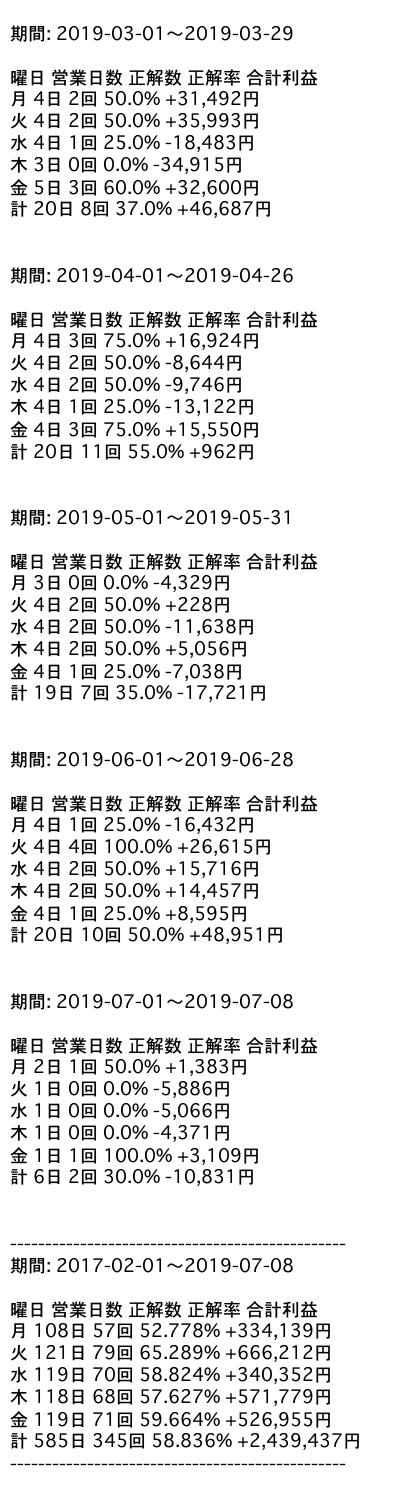 期間: 2019-03-01～2019-03-29
曜日 営業日数 正解数 正解率 合計利益
月 4日 2回 50.0% +31,492円
火 4日 2回 50.0% +35,993円
水 4日 1回 25.0% -18,483円
木 3日 0回 0.0% -34,915円
金 5日 3回 60.0% +32,600円
計 20日 8回 37.0% +46,687円
期間: 2019-04-01～2019-04-26
曜日 営業日数 正解数 正解率 合計利益
月 4日 3回 75.0% +16,924円
火 4日 2回 50.0% -8,644円
水 4日 2回 50.0% -9,746円
木 4日 1回 25.0% -13,122円
金 4日 3回 75.0% +15,550円
計 20日 11回 55.0% +962円
期間: 2019-05-01～2019-05-31
曜日 営業日数 正解数 正解率 合計利益
月 3日 0回 0.0% -4,329円
火 4日 2回 50.0% +228円
水 4日 2回 50.0% -11,638円
木 4日 2回 50.0% +5,056円
金 4日 1回 25.0% -7,038円
計 19日 7回 35.0% -17,721円
期間: 2019-06-01～2019-06-28
曜日 営業日数 正解数 正解率 合計利益
月 4日 1回 25.0% -16,432円
火 4日 4回 100.0% +26,615円
水 4日 2回 50.0% +15,716円
木 4日 2回 50.0% +14,457円
金 4日 1回 25.0% +8,595円
計 20日 10回 50.0% +48,951円
期間: 2019-07-01～2019-07-08
曜日 営業日数 正解数 正解率 合計利益
月 2日 1回 50.0% +1,383円
火 1日 0回 0.0% -5,886円
水 1日 0回 0.0% -5,066円
木 1日 0回 0.0% -4,371円
金 1日 1回 100.0% +3,109円
計 6日 2回 30.0% -10,831円
------------------------------------------------
期間: 2017-02-01～2019-07-08
曜日 営業日数 正解数 正解率 合計利益
月 108日 57回 52.778% +334,139円
火 121日 79回 65.289% +666,212円
水 119日 70回 58.824% +340,352円
木 118日 68回 57.627% +571,779円
金 119日 71回 59.664% +526,955円
計 585日 345回 58.836% +2,439,437円
------------------------------------------------